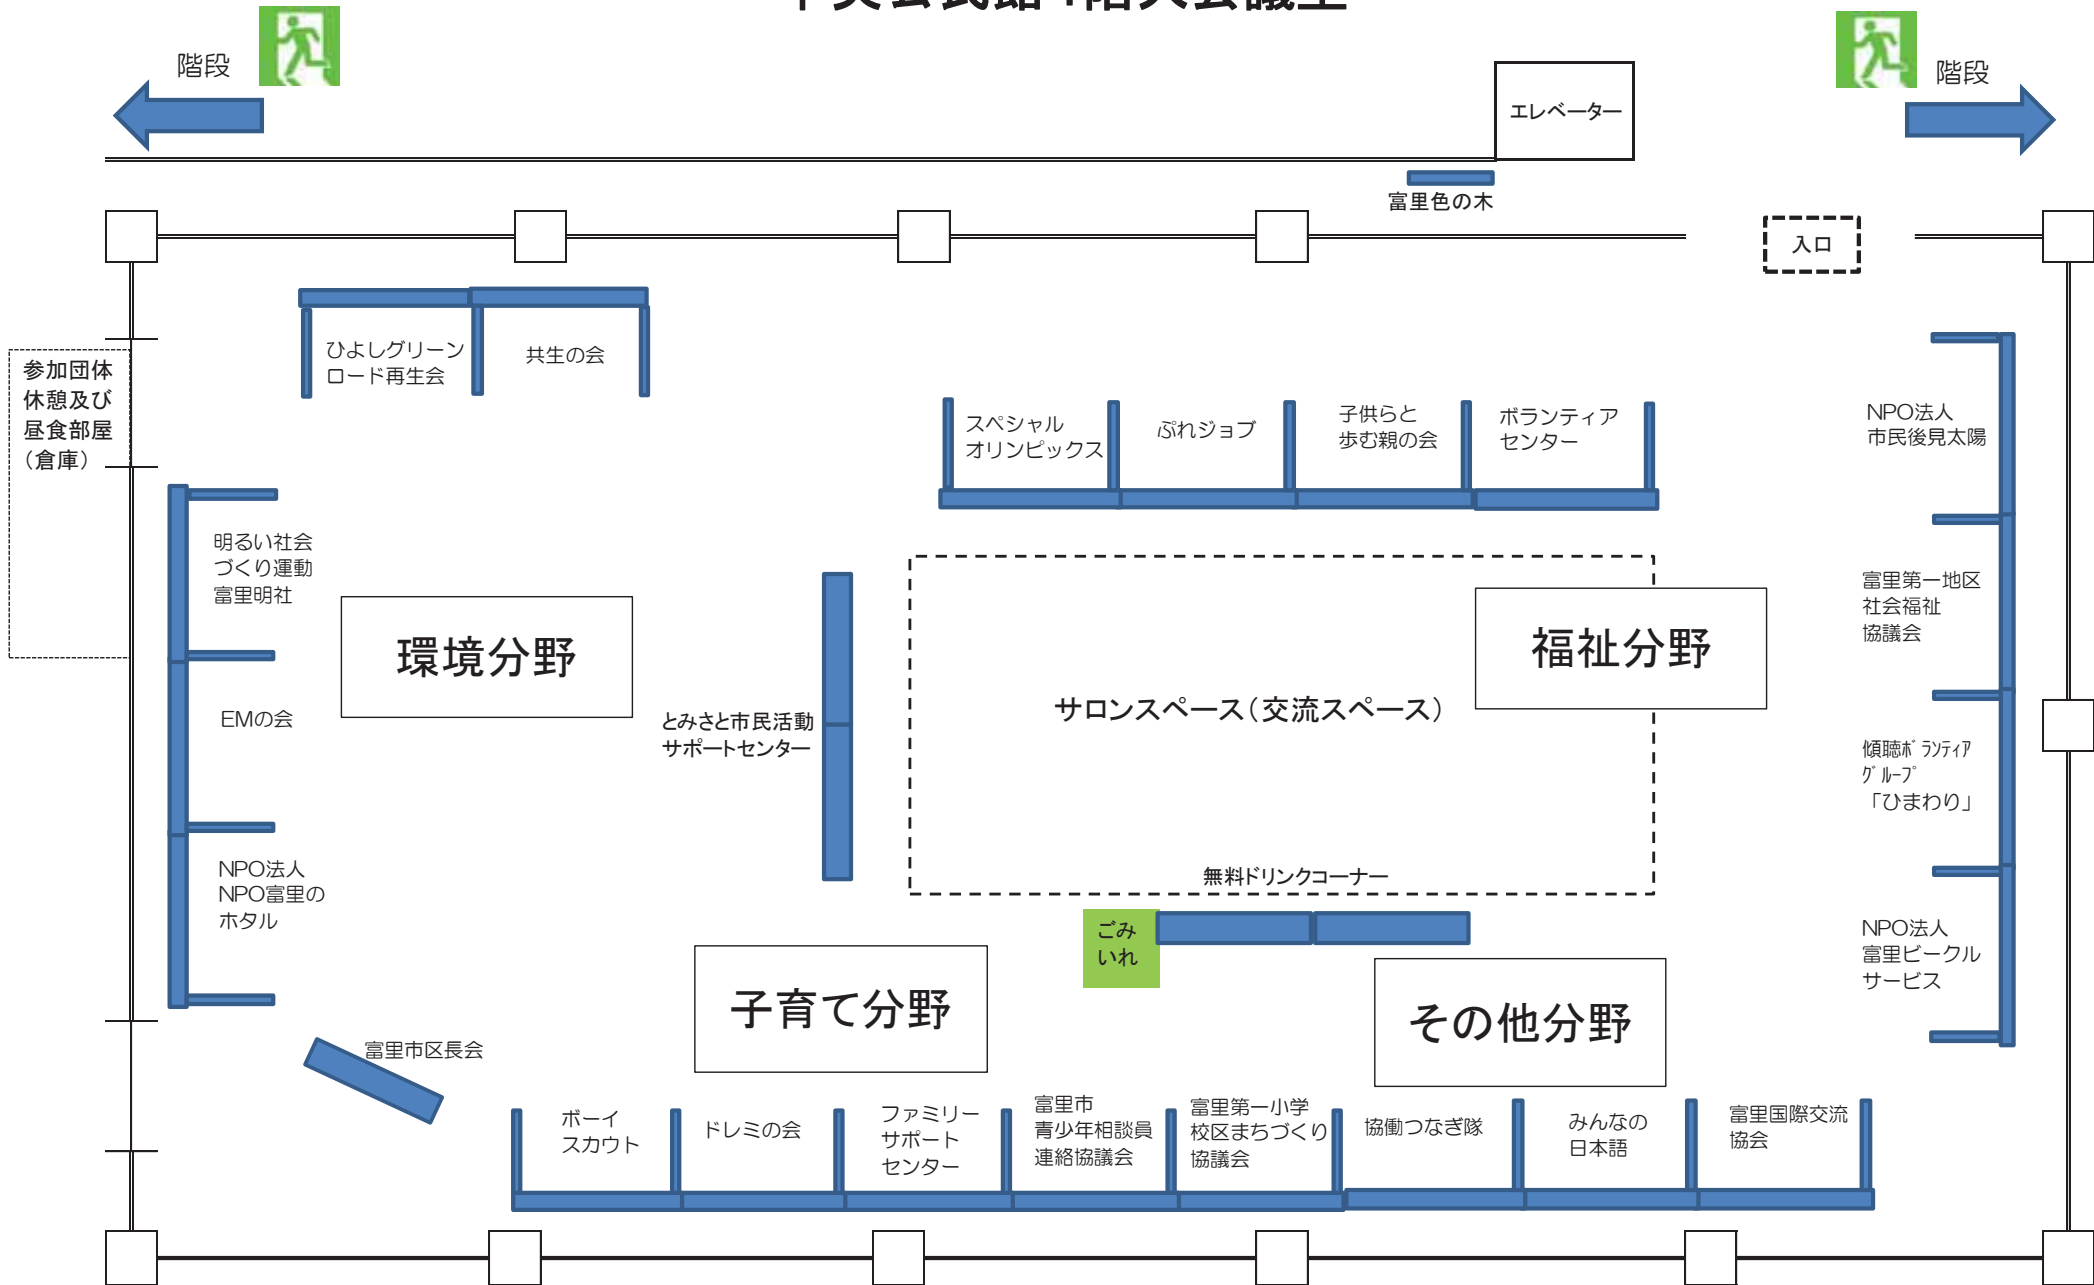 階段
階段
エレベーター
富里色の木
入口
ひよしグリーン
ロード再生会
共生の会
参加団体
休憩及び
昼食部屋
（倉庫）
スペシャル
オリンピックス
ぷれジョブ
子供らと
歩む親の会
ボランティア
センター
NPO法人
市民後見太陽
明るい社会
づくり運動
富里明社
環境分野
福祉分野
富里第一地区
社会福祉
協議会
EMの会
とみさと市民活動
サポートセンター
サロンスペース（交流スペース）
傾聴ﾎﾞﾗﾝﾃｨｱ
ｸﾞﾙｰﾌﾟ
「ひまわり」
NPO法人
NPO富里の
ホタル
無料ドリンクコーナー
ごみ
いれ
NPO法人
富里ビークル
サービス
子育て分野
その他分野
富里市区長会
ボーイ
スカウト
ドレミの会
ファミリー
サポート
センター
富里市
青少年相談員
連絡協議会
富里第一小学
校区まちづくり
協議会
協働つなぎ隊
みんなの
日本語
富里国際交流
協会